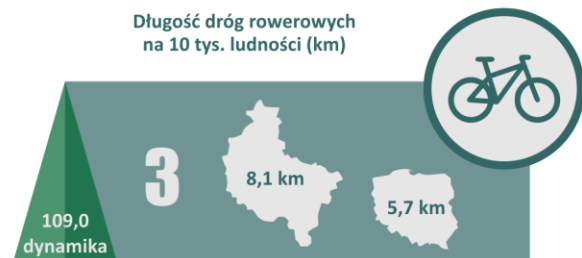 Długość dróg rowerowych
na 10 tys. ludności (km)
3
8,1 km
5,7 km
109,0
dynamika